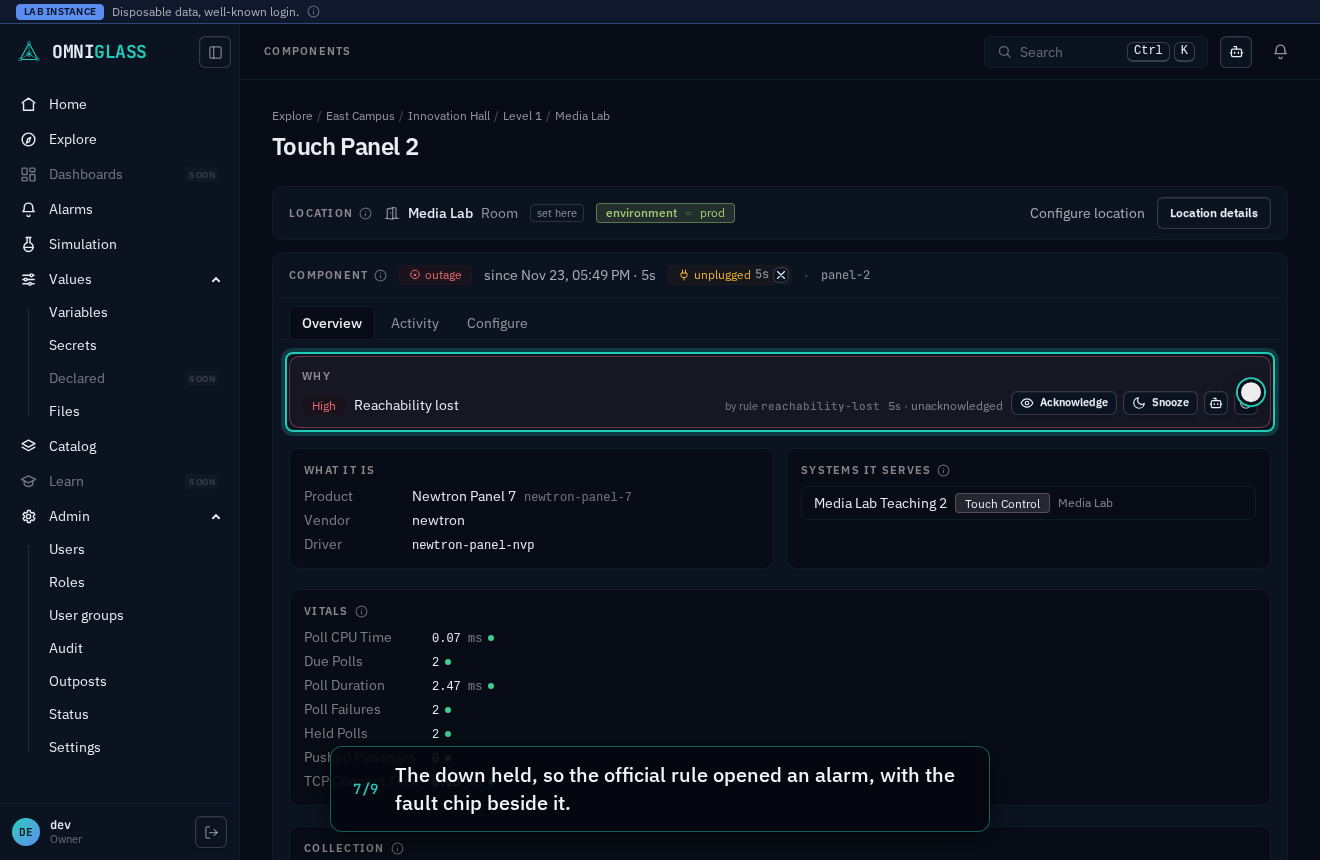 LAB INSTANCE Disposable data, well-known login.
OMNIGLASS
COMPONENTS
Search Ctrl K
Home
Explore
Dashboards SOON
Alarms
Simulation
Values
Variables
Secrets
Declared SOON
Files
Catalog
Learn SOON
Admin
Users
Roles
User groups
Audit
Outposts
Status
Settings
DE dev
Owner
Explore / East Campus / Innovation Hall / Level 1 / Media Lab
Touch Panel 2
LOCATION Media Lab Room set here environment = prod Configure location Location details
COMPONENT outage since Nov 23, 05:49 PM · 5s unplugged 5s · panel-2
Overview Activity Configure
WHY
High Reachability lost by rule reachability-lost 5s · unacknowledged Acknowledge Snooze
WHAT IT IS
Product Newtron Panel 7 newtron-panel-7
Vendor newtron
Driver newtron-panel-nvp
SYSTEMS IT SERVES
Media Lab Teaching 2 Touch Control Media Lab
VITALS
Poll CPU Time 0.07 ms
Due Polls 2
Poll Duration 2.47 ms
Poll Failures 2
Held Polls 2
Pushed Messages 0
TCP
7/9 The down held, so the official rule opened an alarm, with the
fault chip beside it.
COLLECTION